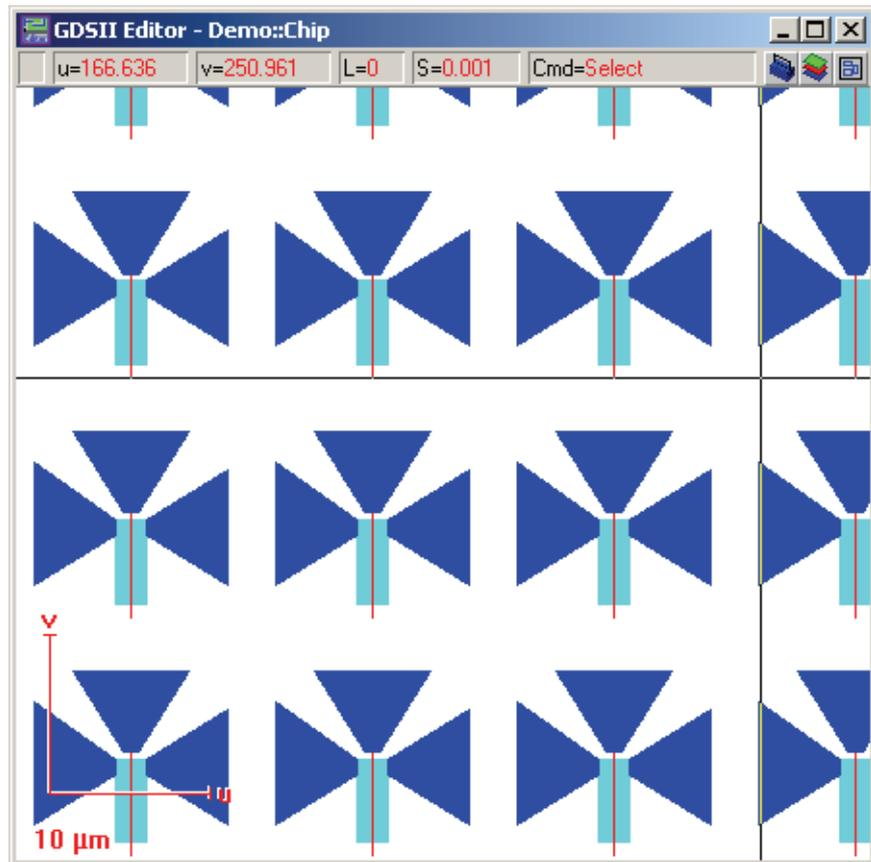 GDSII Editor - Demo::Chip
u=166.636 v=250.961 L=0 S=0.001 Cmd=Select
v
u
10 µm